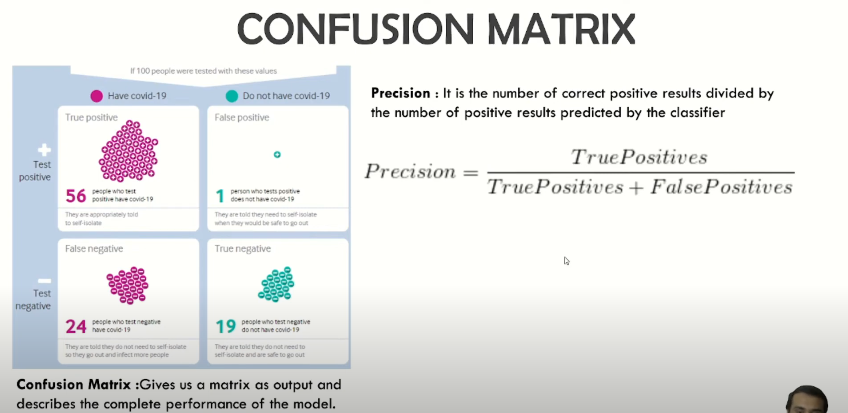 CONFUSION MATRIX
If 100 people were tested with these values
Have covid-19
Do not have covid-19
Test
positive
True positive
56
people who test
positive have covid-19
They are appropriately told
to self-isolate
False positive
1
person who tests positive
does not have covid-19
They are told they need to self-isolate
when they would be safe to go out
Test
negative
False negative
24
people who test negative
have covid-19
They are told they do not need to self-isolate
so they go out and infect more people
True negative
19
people who test negative
do not have covid-19
They are told they do not need to
self-isolate and are safe to go out
Confusion Matrix :Gives us a matrix as output and
describes the complete performance of the model.
Precision : It is the number of correct positive results divided by
the number of positive results predicted by the classifier
Precision = TruePositives / TruePositives + FalsePositives